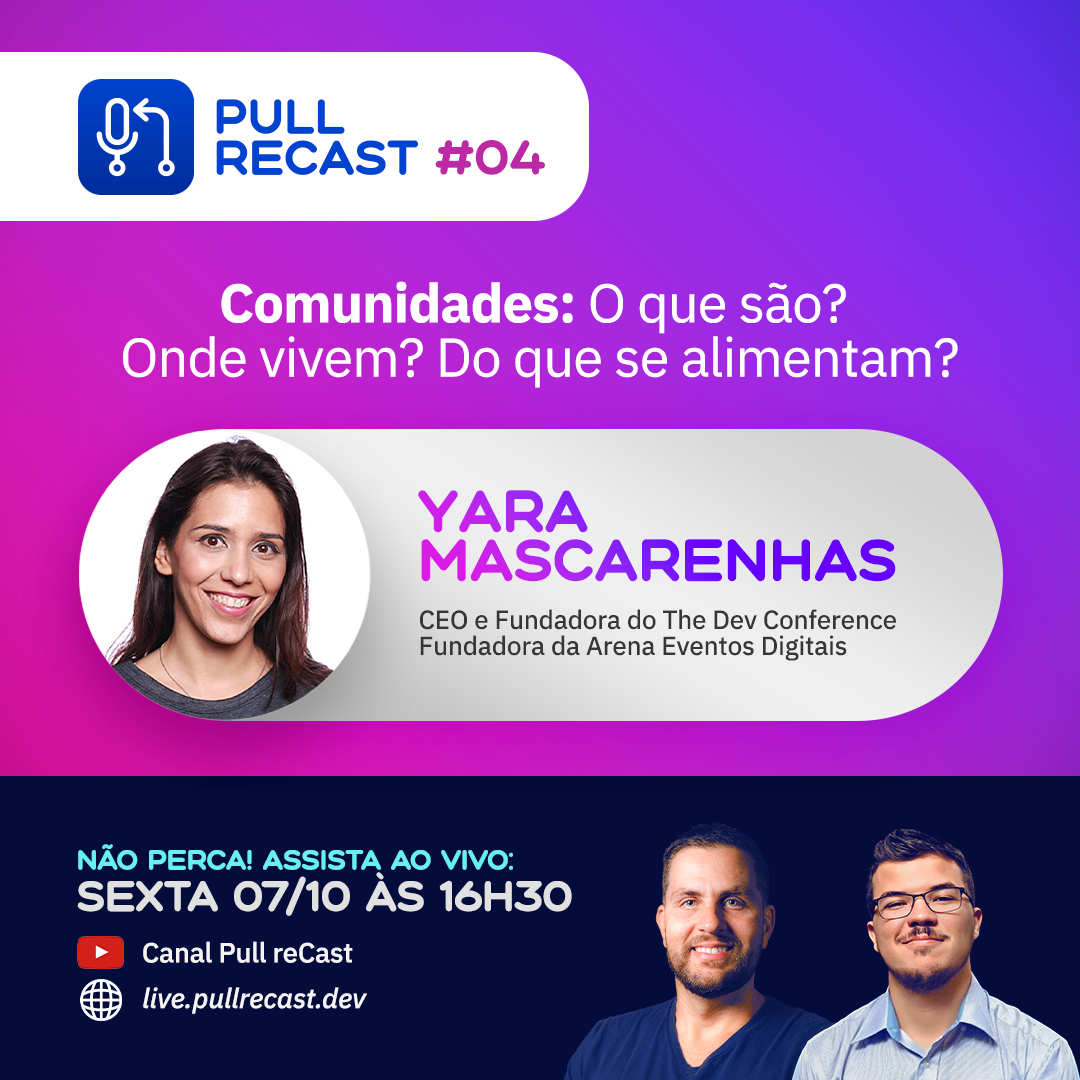 PULL
RECAST #04
Comunidades: O que são?
Onde vivem? Do que se alimentam?
YARA
MASCARENHAS
CEO e Fundadora do The Dev Conference
Fundadora da Arena Eventos Digitais
NÃO PERCA! ASSISTA AO VIVO:
SEXTA 07/10 ÀS 16H30
Canal Pull reCast
live.pullrecast.dev